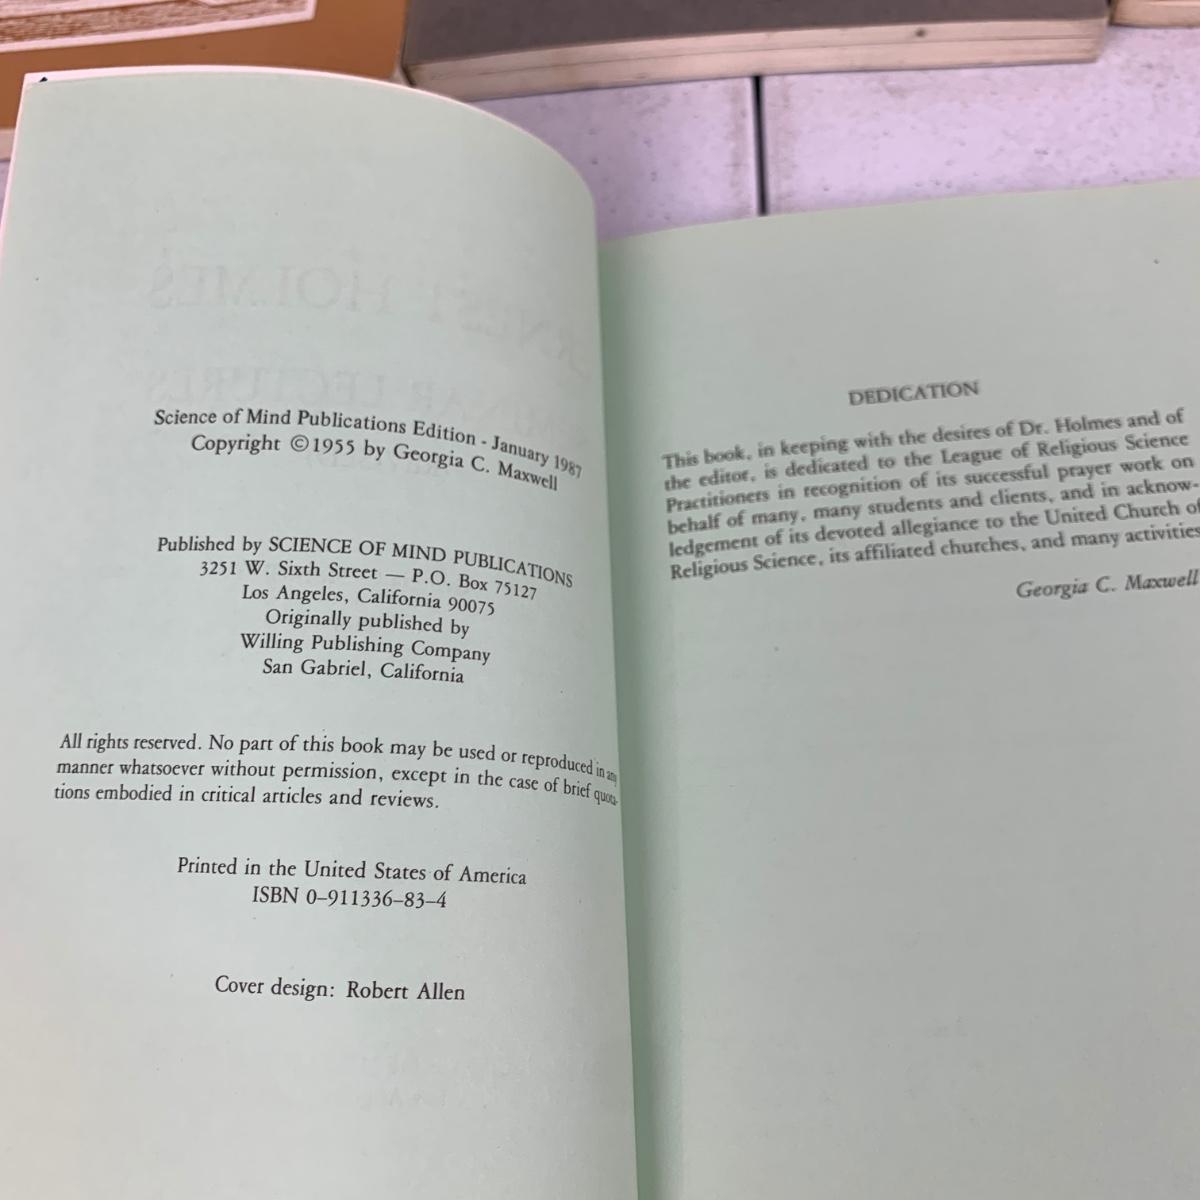 Science of Mind Publications Edition - January 1987
Copyright ©1955 by Georgia C. Maxwell
Published by SCIENCE OF MIND PUBLICATIONS
3251 W. Sixth Street — P.O. Box 75127
Los Angeles, California 90075
Originally published by
Willing Publishing Company
San Gabriel, California
All rights reserved. No part of this book may be used or reproduced in any
manner whatsoever without permission, except in the case of brief quota-
tions embodied in critical articles and reviews.
Printed in the United States of America
ISBN 0–911336–83–4
Cover design: Robert Allen
DEDICATION
This book, in keeping with the desires of Dr. Holmes and of
the editor, is dedicated to the League of Religious Science
Practitioners in recognition of its successful prayer work on
behalf of many, many students and clients, and in acknow-
ledgement of its devoted allegiance to the United Church of
Religious Science, its affiliated churches, and many activities
Georgia C. Maxwell